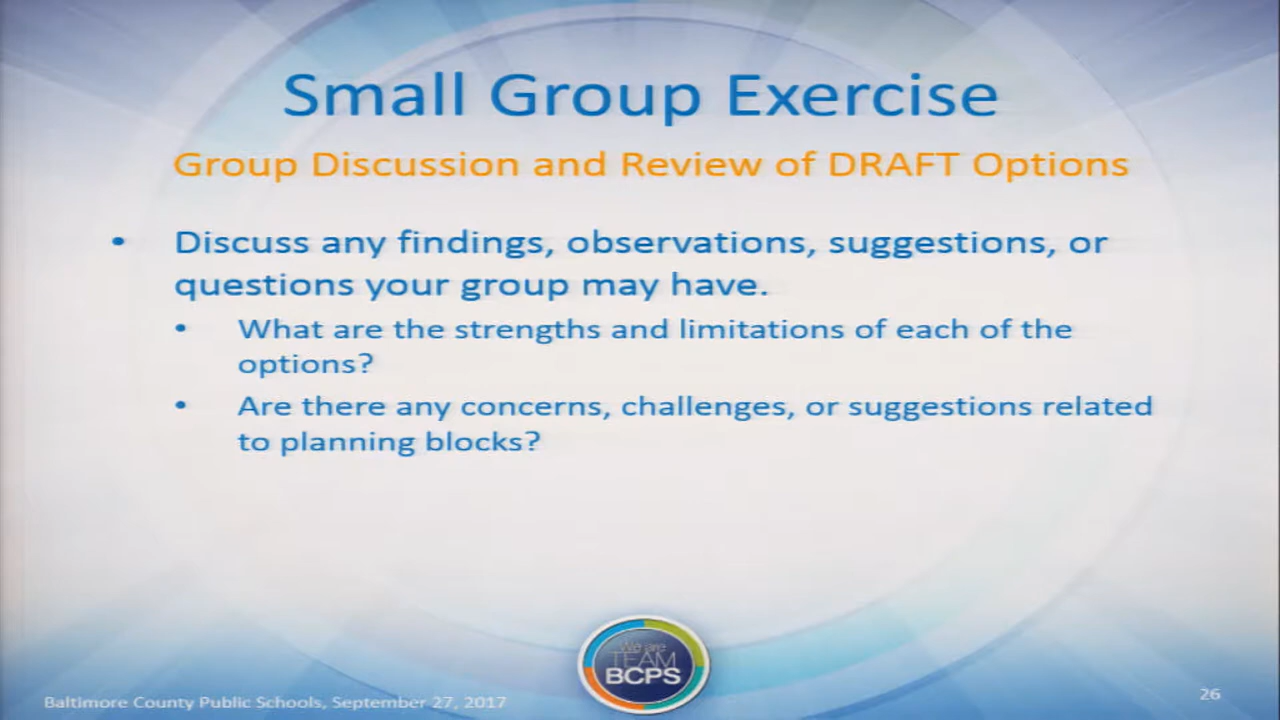 Small Group Exercise
Group Discussion and Review of DRAFT Options
• Discuss any findings, observations, suggestions, or
questions your group may have.
• What are the strengths and limitations of each of the
options?
• Are there any concerns, challenges, or suggestions related
to planning blocks?
We are
TEAM
BCPS
Baltimore County Public Schools, September 27, 2017
26